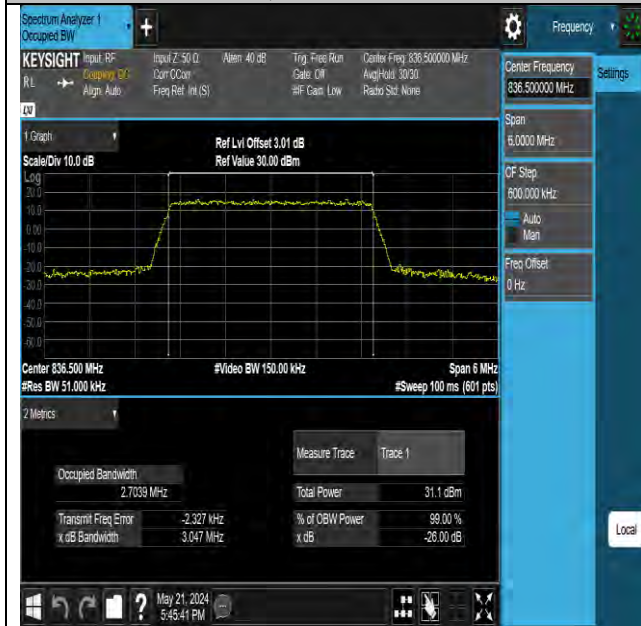 Spectrum Analyzer 1
Occupied BW
+
Frequency
KEYSIGHT Input: RF Input Z: 50 Ω Atten: 40 dB Trig: Free Run Center Freq: 836.500000 MHz
RL Coupling: DC Corr CCorr Gate: Off Avg|Hold: 30/30
Align: Auto Freq Ref: Int (S) #IF Gain: Low Radio Std: None
LXI
Center Frequency
836.500000 MHz
Settings
Span
6.0000 MHz
CF Step
600.000 kHz
Auto
Man
Freq Offset
0 Hz
Local
1 Graph
Ref Lvl Offset 3.01 dB
Scale/Div 10.0 dB Ref Value 30.00 dBm
Log
20.0
10.0
0.00
-10.0
-20.0
-30.0
-40.0
-50.0
-60.0
Center 836.500 MHz #Video BW 150.00 kHz Span 6 MHz
#Res BW 51.000 kHz #Sweep 100 ms (601 pts)
2 Metrics
Measure Trace Trace 1
Occupied Bandwidth
2.7039 MHz Total Power 31.1 dBm
Transmit Freq Error -2.327 kHz % of OBW Power 99.00 %
x dB Bandwidth 3.047 MHz x dB -26.00 dB
? May 21, 2024
5:45:41 PM